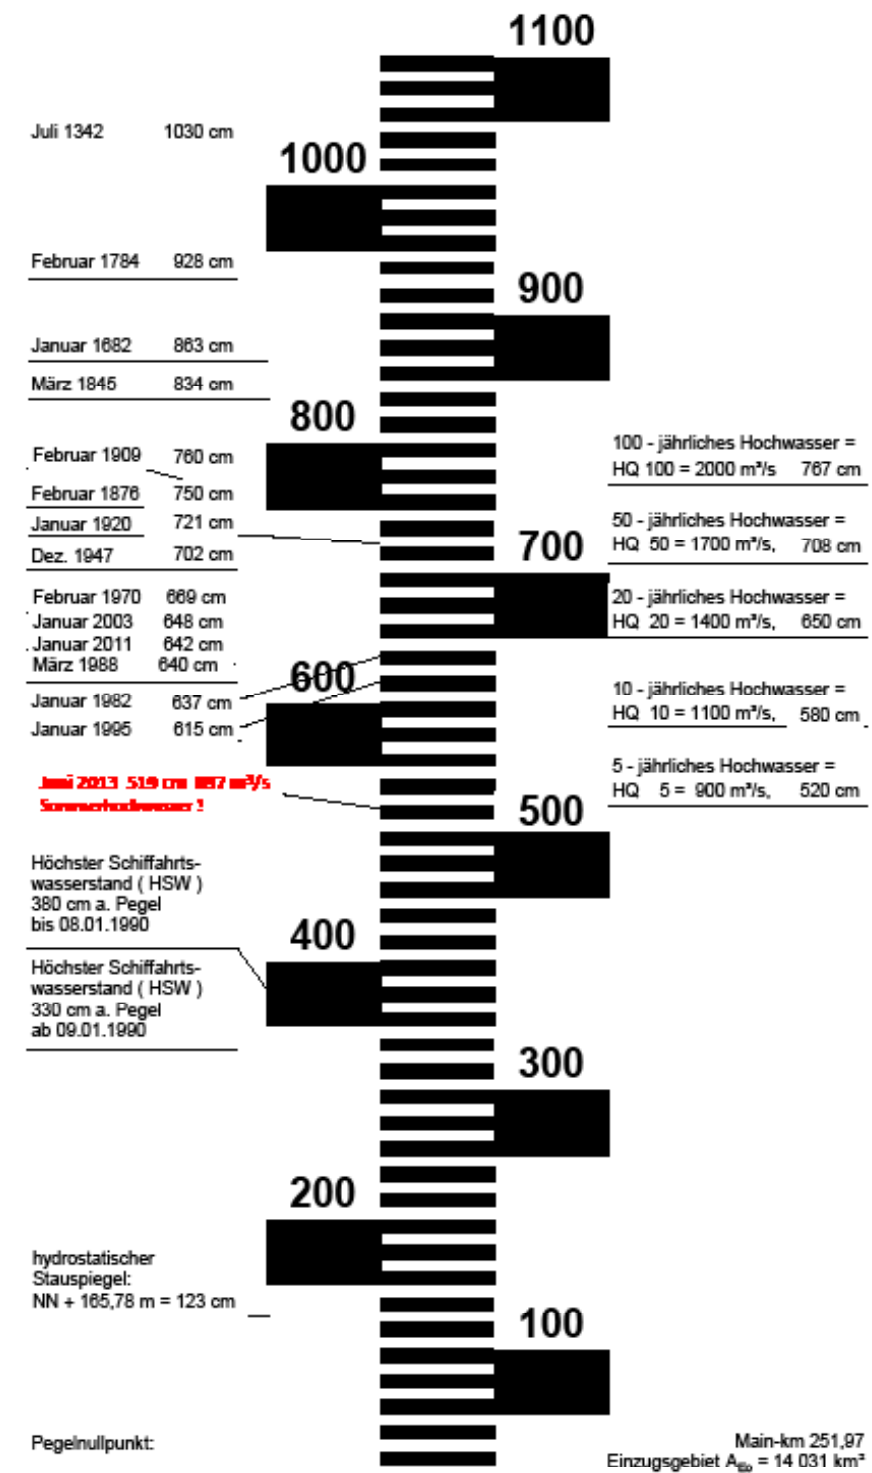 1100
Juli 1342 1030 cm
1000
Februar 1784 928 cm
900
Januar 1682 863 cm
März 1845 834 cm
800
Februar 1909 760 cm
Februar 1876 750 cm
Januar 1920 721 cm
Dez. 1947 702 cm
100 - jährliches Hochwasser =
HQ 100 = 2000 m³/s 767 cm
50 - jährliches Hochwasser =
HQ 50 = 1700 m³/s, 708 cm
700
Februar 1970 669 cm
Januar 2003 648 cm
Januar 2011 642 cm
März 1988 640 cm
20 - jährliches Hochwasser =
HQ 20 = 1400 m³/s, 650 cm
600
Januar 1982 637 cm
Januar 1995 615 cm
10 - jährliches Hochwasser =
HQ 10 = 1100 m³/s, 580 cm
Juni 2013 519 cm 897 m³/s
Sommerhochwasser !
5 - jährliches Hochwasser =
HQ 5 = 900 m³/s, 520 cm
500
Höchster Schiffahrts-
wasserstand ( HSW )
380 cm a. Pegel
bis 08.01.1990
400
Höchster Schiffahrts-
wasserstand ( HSW )
330 cm a. Pegel
ab 09.01.1990
300
200
hydrostatischer
Stauspiegel:
NN + 165,78 m = 123 cm
100
Pegelnullpunkt:
Main-km 251,97
Einzugsgebiet A<sub>Eo</sub> = 14 031 km²